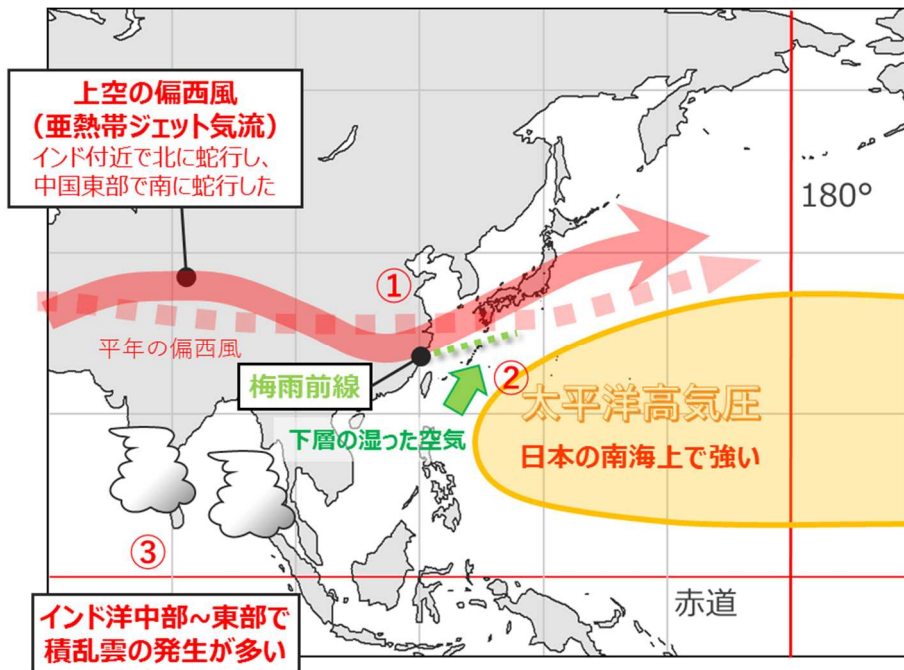 上空の偏西風
（亜熱帯ジェット気流）
インド付近で北に蛇行し、
中国東部で南に蛇行した
180°
①
平年の偏西風
梅雨前線
②
下層の湿った空気
太平洋高気圧
日本の南海上で強い
③
赤道
インド洋中部～東部で
積乱雲の発生が多い